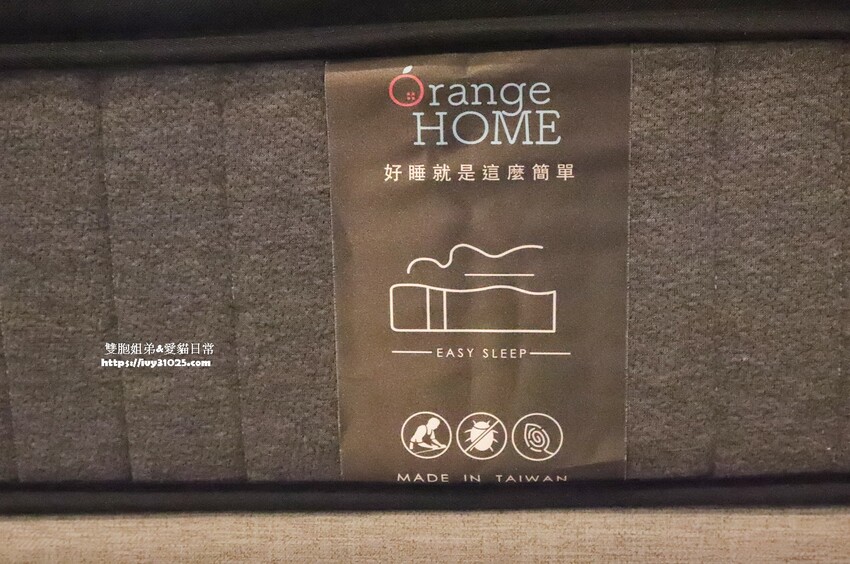 Orange
HOME
好睡就是這麼簡單
EASY SLEEP
MADE IN TAIWAN
雙胞姐弟&愛貓日常
https://ivy31025.com